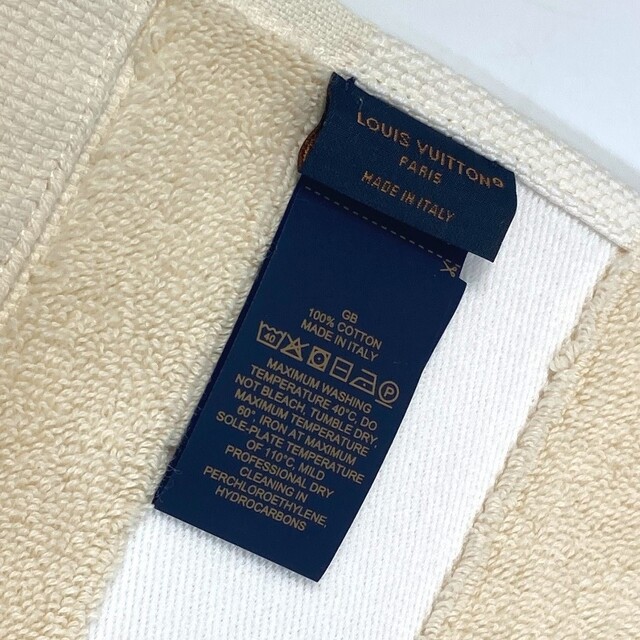 LOUIS VUITTON®
PARIS
MADE IN ITALY
GB
100% COTTON
MADE IN ITALY
40 P
MAXIMUM WASHING
TEMPERATURE 40°C, DO
NOT BLEACH, TUMBLE DRY.
MAXIMUM TEMPERATURE
60° IRON AT MAXIMUM
SOLE-PLATE TEMPERATURE
OF 110°C, MILD
PROFESSIONAL DRY
CLEANING IN
PERCHLOROETHYLENE,
HYDROCARBONS